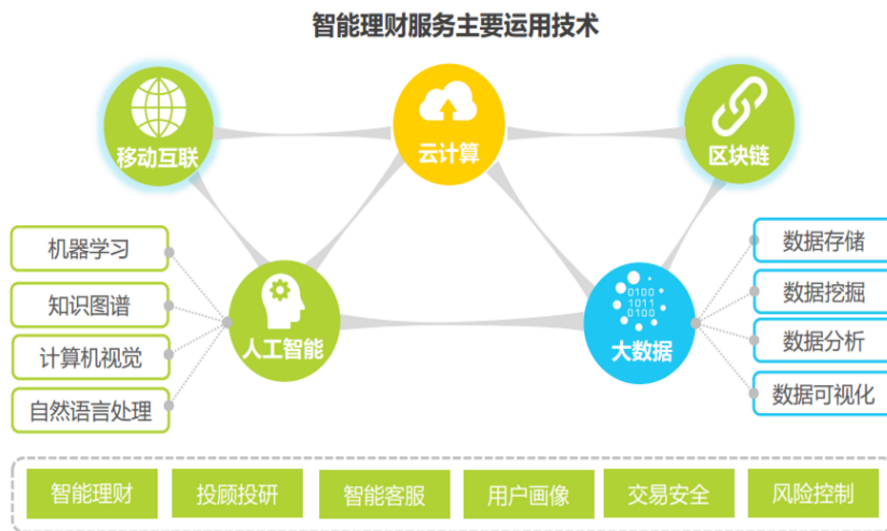 智能理财服务主要运用技术
移动互联
云计算
区块链
机器学习
知识图谱
计算机视觉
自然语言处理
人工智能
0100
1011
0100
大数据
数据存储
数据挖掘
数据分析
数据可视化
智能理财
投顾投研
智能客服
用户画像
交易安全
风险控制